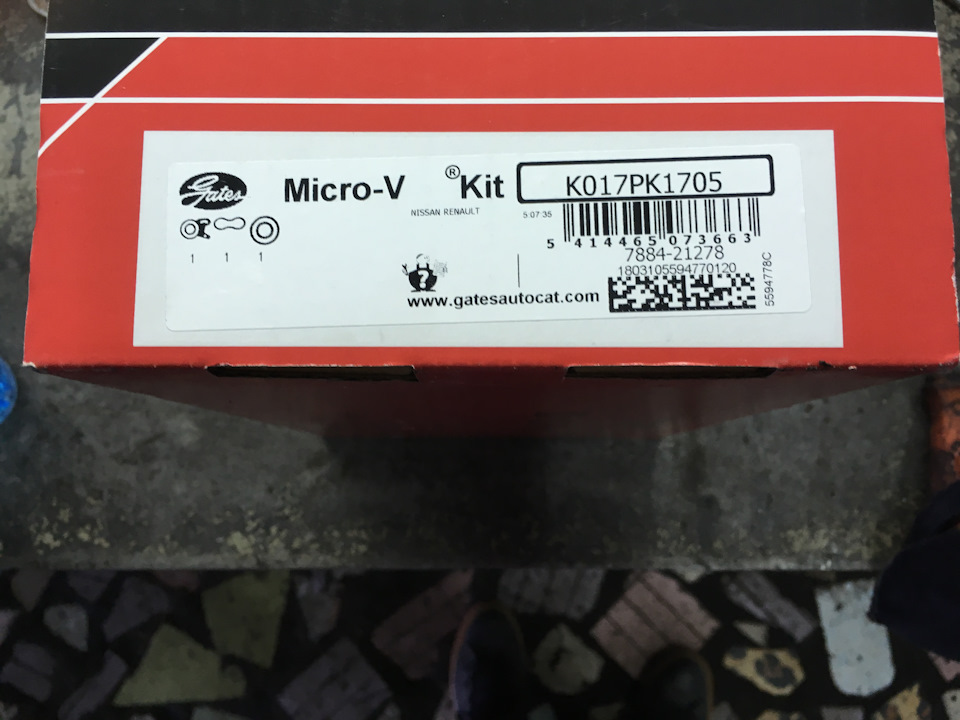 Gates
Micro-V ® Kit
K017PK1705
NISSAN RENAULT
5:07:35
5 414465 073663
7884-21278
1803105594770120
1 1 1
?
www.gatesautocat.com
5594778C